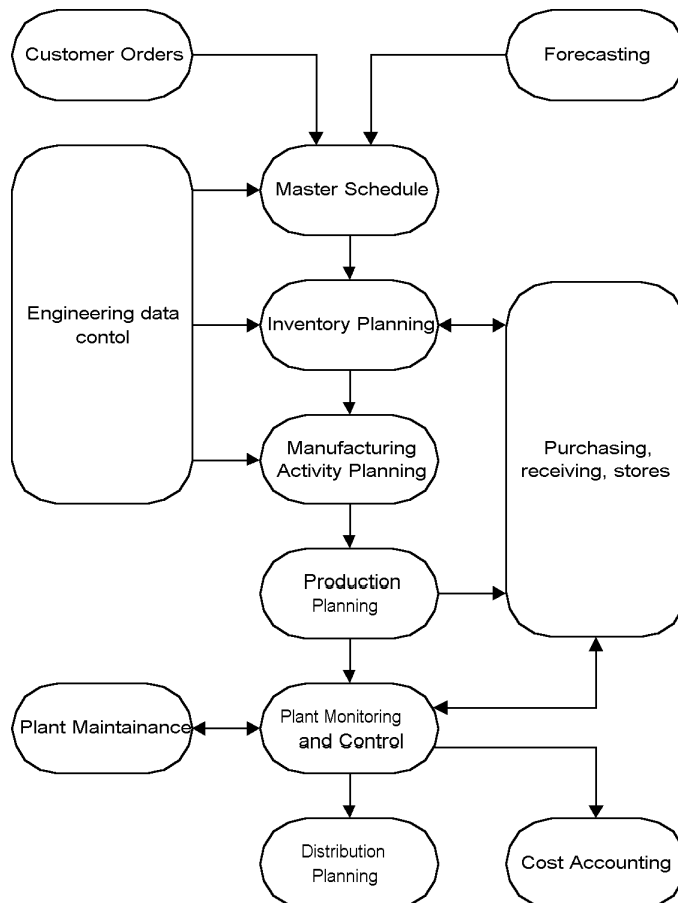 Customer Orders
Forecasting
Master Schedule
Engineering data
contol
Inventory Planning
Manufacturing
Activity Planning
Purchasing,
receiving, stores
Production
Planning
Plant Maintainance
Plant Monitoring
and Control
Distribution
Planning
Cost Accounting